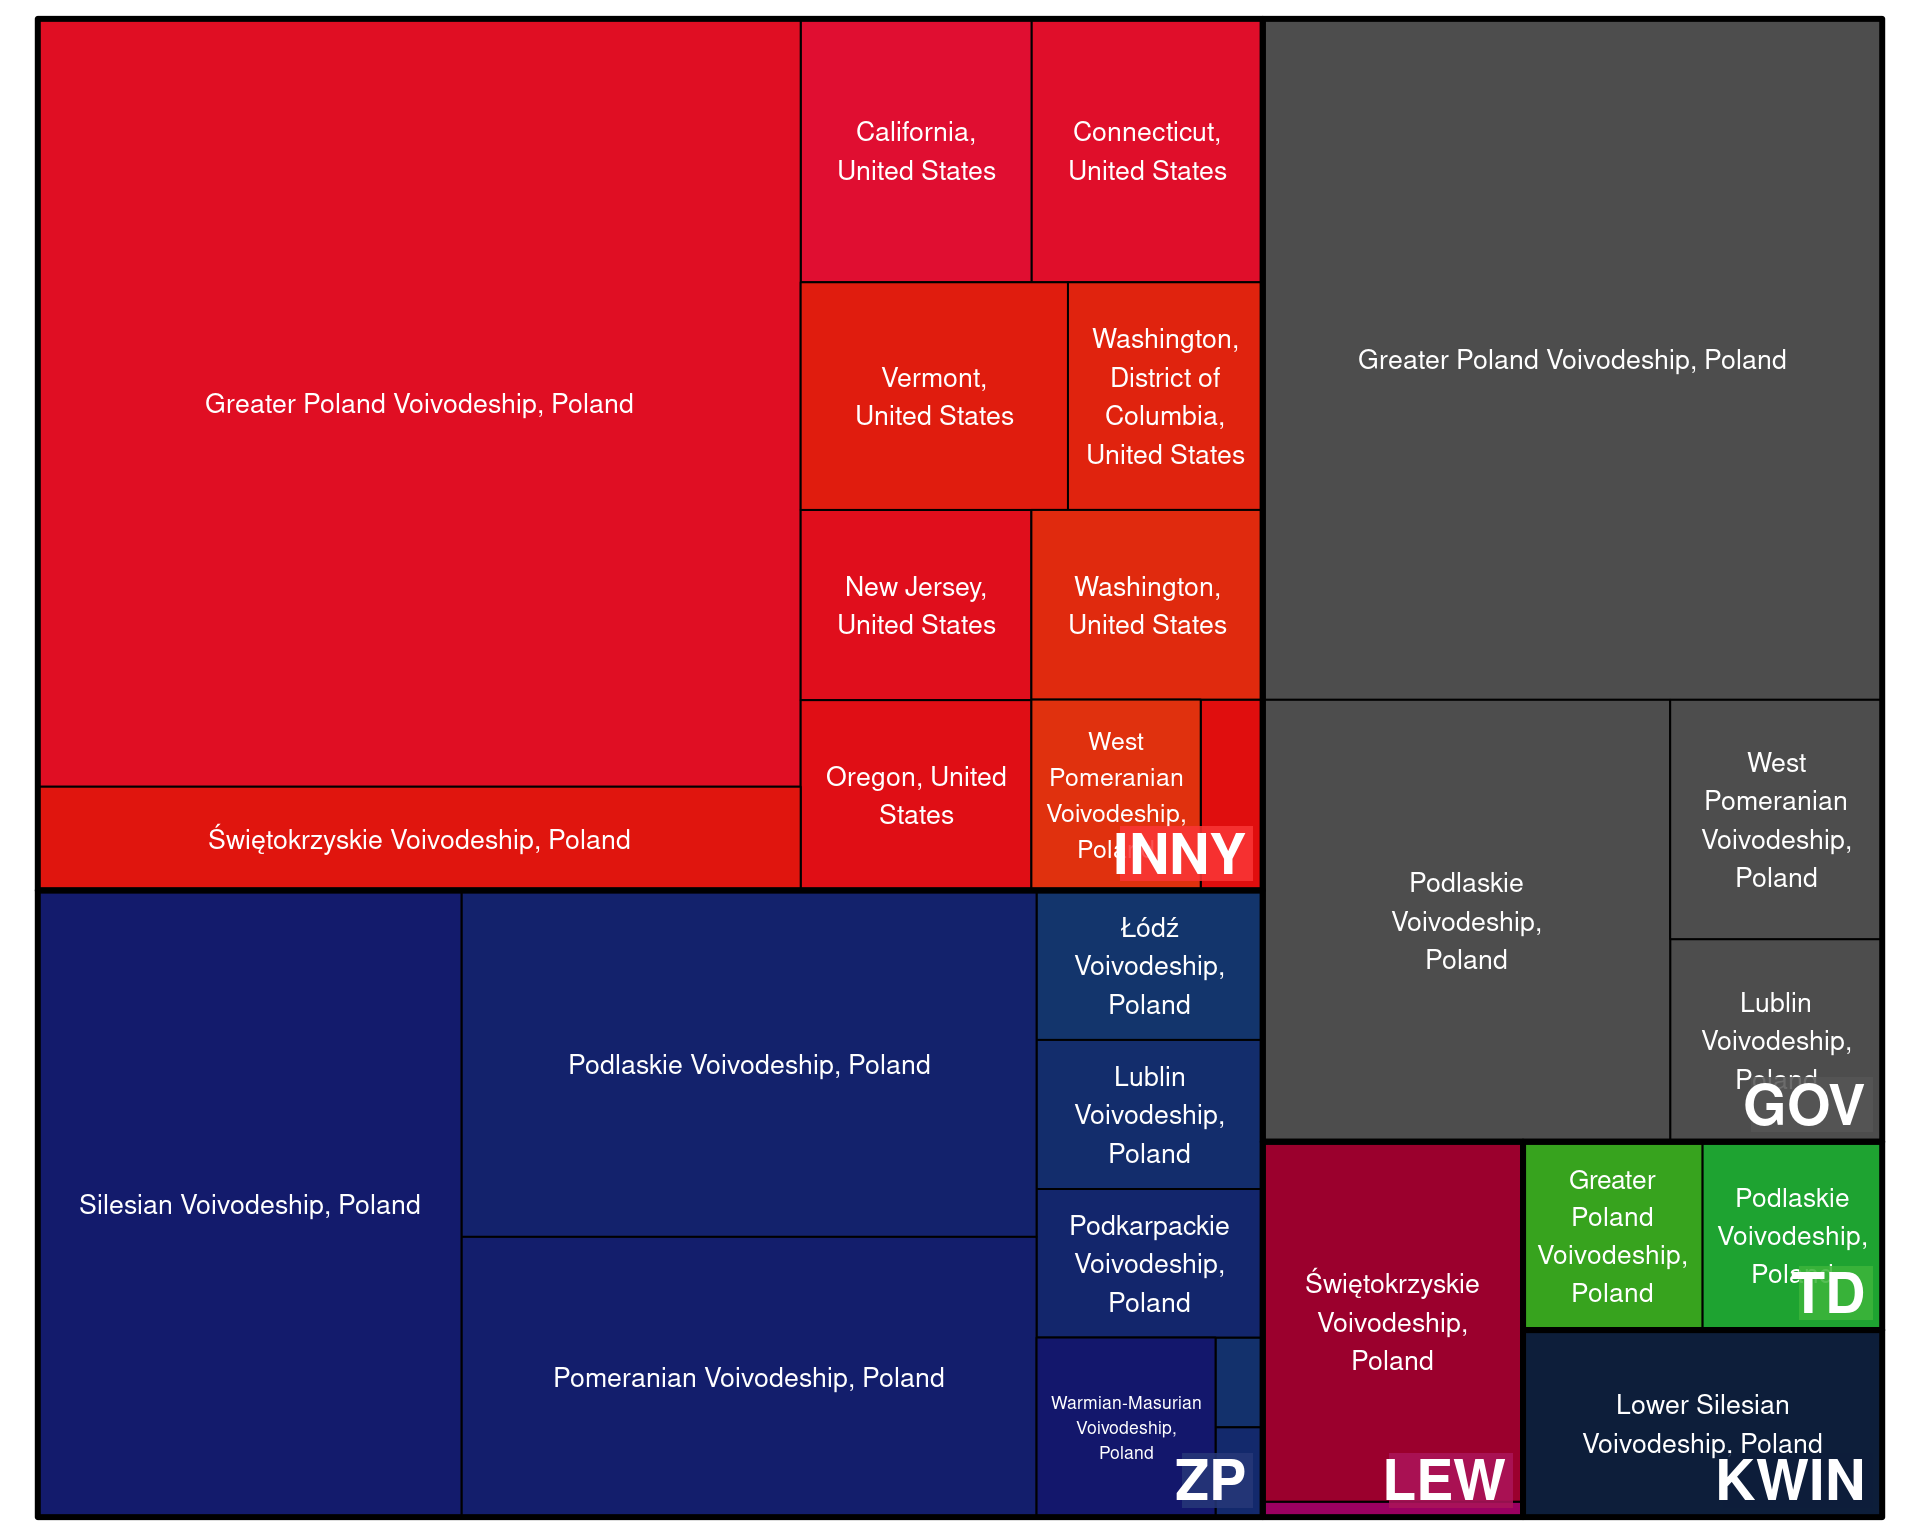 Greater Poland Voivodeship, Poland
Świętokrzyskie Voivodeship, Poland
California,
United States
Connecticut,
United States
Vermont,
United States
Washington,
District of
Columbia,
United States
New Jersey,
United States
Washington,
United States
Oregon, United
States
West
Pomeranian
Voivodeship,
Poland
INNY
Silesian Voivodeship, Poland
Podlaskie Voivodeship, Poland
Pomeranian Voivodeship, Poland
Łódź
Voivodeship,
Poland
Lublin
Voivodeship,
Poland
Podkarpackie
Voivodeship,
Poland
Warmian-Masurian
Voivodeship,
Poland
ZP
Greater Poland Voivodeship, Poland
Podlaskie
Voivodeship,
Poland
West
Pomeranian
Voivodeship,
Poland
Lublin
Voivodeship,
Poland
GOV
Świętokrzyskie
Voivodeship,
Poland
LEW
Greater
Poland
Voivodeship,
Poland
Podlaskie
Voivodeship,
Poland
TD
Lower Silesian
Voivodeship, Poland
KWIN